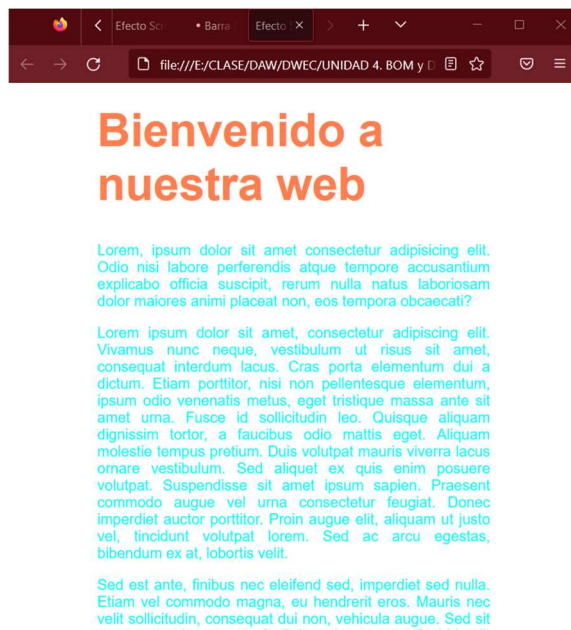 Efecto Sc
• Barra
Efecto S
file:///E:/CLASE/DAW/DWEC/UNIDAD 4. BOM y D
Bienvenido a
nuestra web
Lorem, ipsum dolor sit amet consectetur adipisicing elit.
Odio nisi labore perferendis atque tempore accusantium
explicabo officia suscipit, rerum nulla natus laboriosam
dolor maiores animi placeat non, eos tempora obcaecati?
Lorem ipsum dolor sit amet, consectetur adipiscing elit.
Vivamus nunc neque, vestibulum ut risus sit amet,
consequat interdum lacus. Cras porta elementum dui a
dictum. Etiam porttitor, nisi non pellentesque elementum,
ipsum odio venenatis metus, eget tristique massa ante sit
amet urna. Fusce id sollicitudin leo. Quisque aliquam
dignissim tortor, a faucibus odio mattis eget. Aliquam
molestie tempus pretium. Duis volutpat mauris viverra lacus
ornare vestibulum. Sed aliquet ex quis enim posuere
volutpat. Suspendisse sit amet ipsum sapien. Praesent
commodo augue vel urna consectetur feugiat. Donec
imperdiet auctor porttitor. Proin augue elit, aliquam ut justo
vel, tincidunt volutpat lorem. Sed ac arcu egestas,
bibendum ex at, lobortis velit.
Sed est ante, finibus nec eleifend sed, imperdiet sed nulla.
Etiam vel commodo magna, eu hendrerit eros. Mauris nec
velit sollicitudin, consequat dui non, vehicula augue. Sed sit